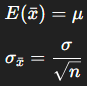 E(x̄) = μ
σ_x̄ = σ/√n